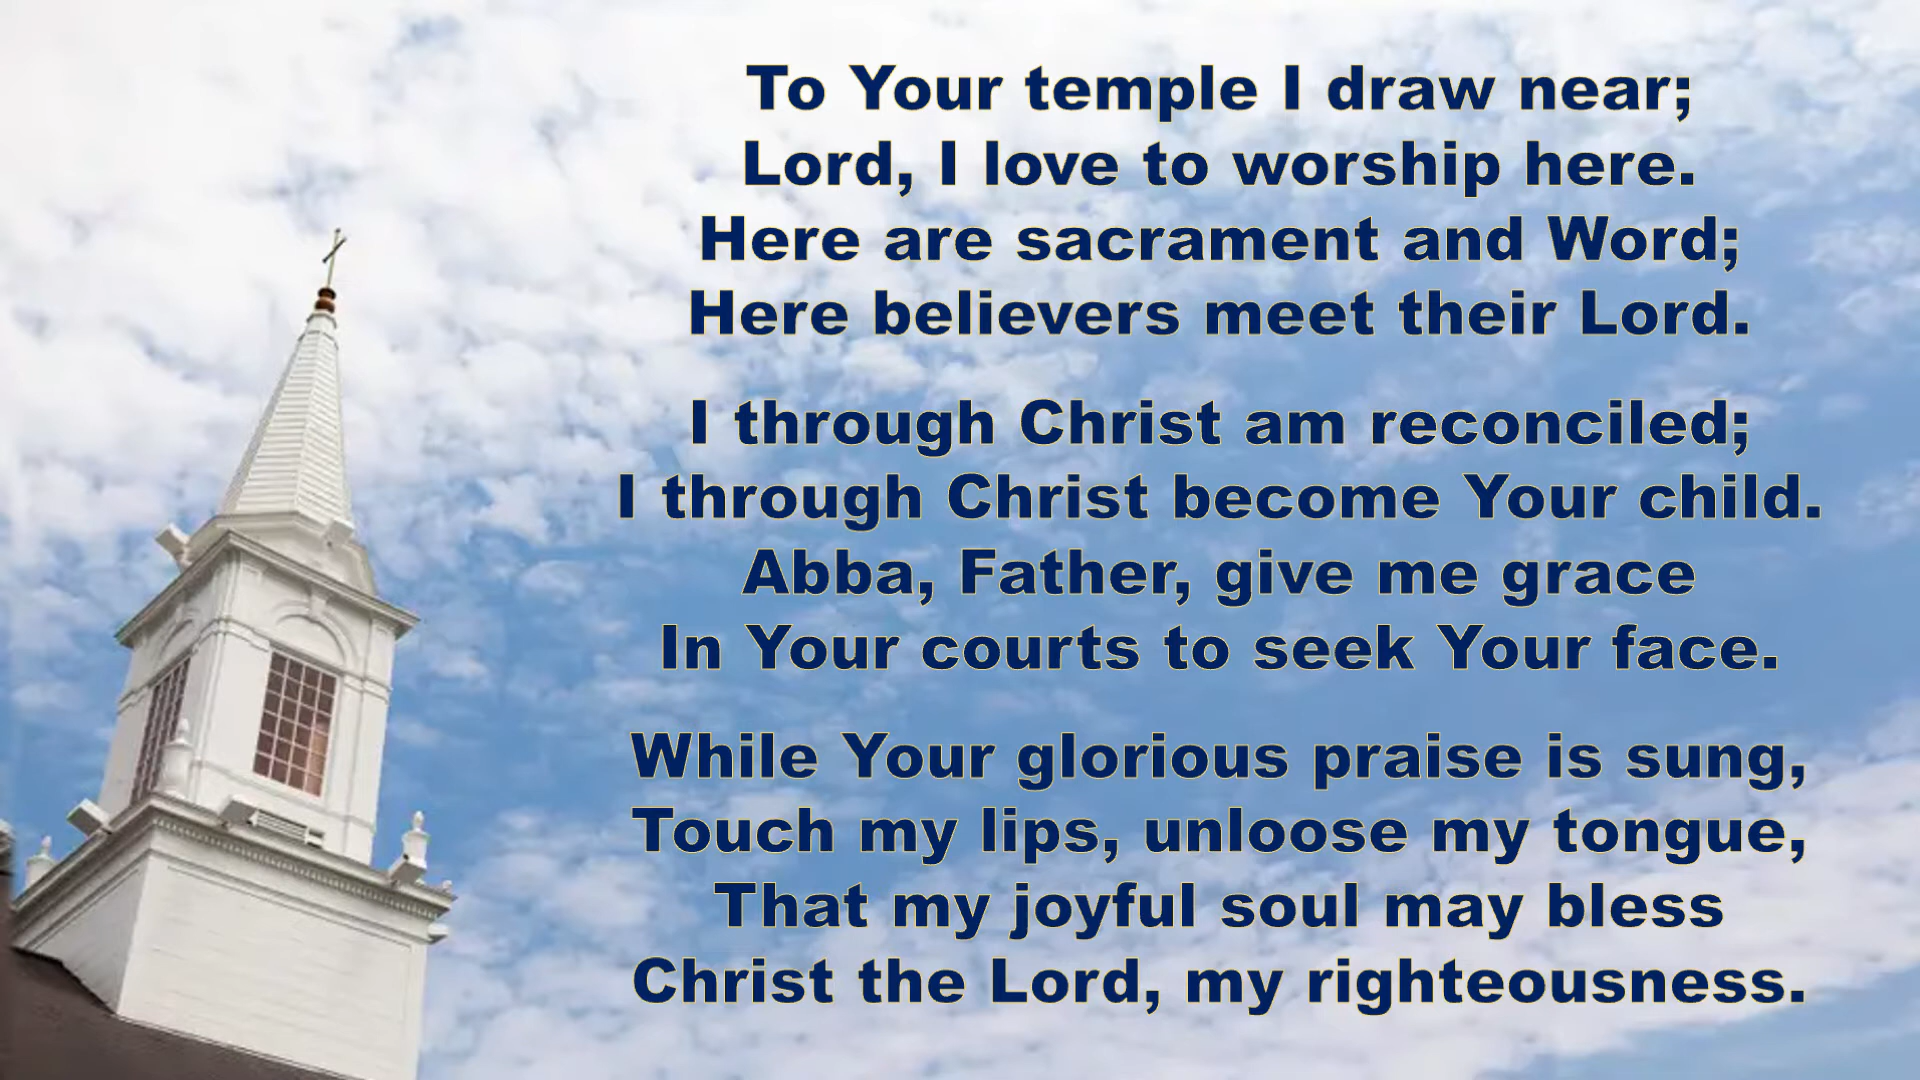 To Your temple I draw near;
Lord, I love to worship here.
Here are sacrament and Word;
Here believers meet their Lord.
I through Christ am reconciled;
I through Christ become Your child.
Abba, Father, give me grace
In Your courts to seek Your face.
While Your glorious praise is sung,
Touch my lips, unloose my tongue,
That my joyful soul may bless
Christ the Lord, my righteousness.